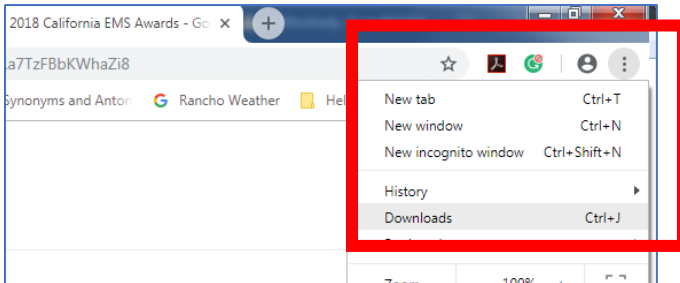 2018 California EMS Awards - Go
a7TzFBbKWhaZi8
Synonyms and Anton Rancho Weather Hel
New tab Ctrl+T
New window Ctrl+N
New incognito window Ctrl+Shift+N
History
Downloads Ctrl+J
Zoom 100% +